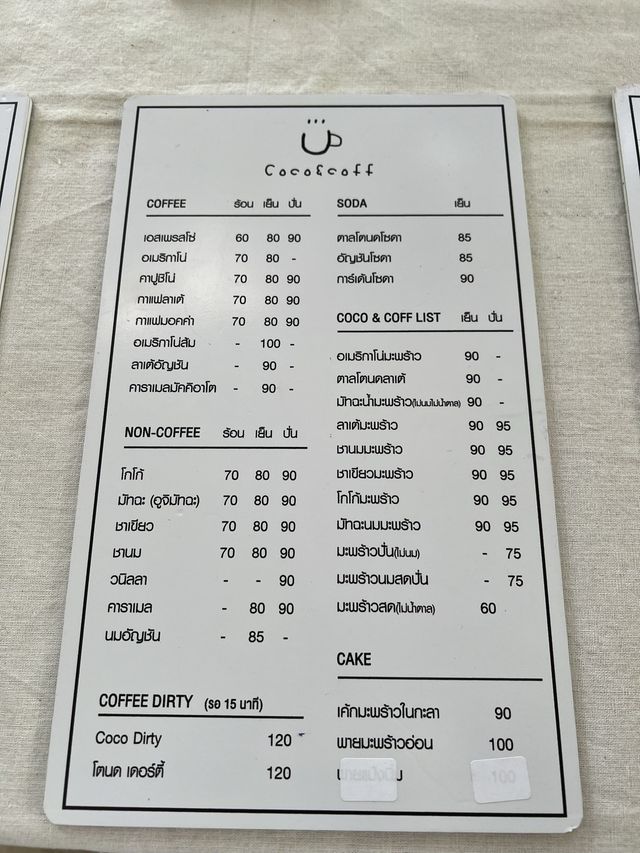 Coco&coff
COFFEE ร้อน เย็น ปั่น
เอสเพรสโซ่ 60 80 90
อเมริกาโน่ 70 80 -
คาปูชิโน่ 70 80 90
กาแฟลาเต้ 70 80 90
กาแฟมอคค่า 70 80 90
อเมริกาโน่ส้ม - 100 -
ลาเต้อัญชัน - 90 -
คาราเมลมัคคิอาโต - 90 -
NON-COFFEE ร้อน เย็น ปั่น
โกโก้ 70 80 90
มัทฉะ (อูจิมัทฉะ) 70 80 90
ชาเขียว 70 80 90
ชานม 70 80 90
วนิลลา - - 90
คาราเมล - 80 90
นมอัญชัน - 85 -
COFFEE DIRTY (รอ 15 นาที)
Coco Dirty 120
โตนด เดอร์ตี้ 120
SODA เย็น
ตาลโตนดโซดา 85
อัญชันโซดา 85
การ์เด้นโซดา 90
COCO & COFF LIST เย็น ปั่น
อเมริกาโน่มะพร้าว 90 -
ตาลโตนดลาเต้ 90 -
มัทฉะน้ำมะพร้าว(ไม่นมไม่น้ำตาล) 90 -
ลาเต้มะพร้าว 90 95
ชานมมะพร้าว 90 95
ชาเขียวมะพร้าว 90 95
โกโก้มะพร้าว 90 95
มัทฉะนมมะพร้าว 90 95
มะพร้าวปั่น(ไม่นม) - 75
มะพร้าวนมสดปั่น - 75
มะพร้าวสด(ไม่น้ำตาล) 60
CAKE
เค้กมะพร้าวในกะลา 90
พายมะพร้าวอ่อน 100
100